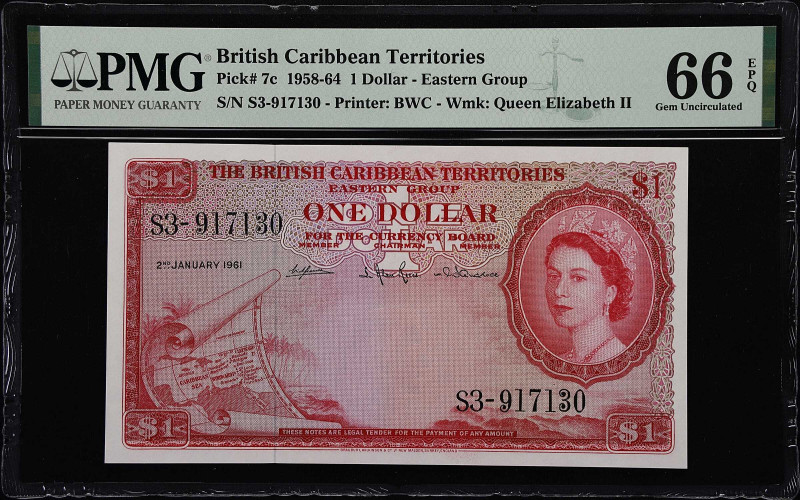 PMG
PAPER MONEY GUARANTY
British Caribbean Territories
Pick# 7c 1958-64 1 Dollar - Eastern Group
S/N S3-917130 - Printer: BWC - Wmk: Queen Elizabeth II
66 EPQ
Gem Uncirculated
$1
THE BRITISH CARIBBEAN TERRITORIES
EASTERN GROUP
$1
S3-917130
ONE DOLLAR
FOR THE CURRENCY BOARD
MEMBER CHAIRMAN MEMBER
2ND JANUARY 1961
CARIBBEAN
SEA
S3-917130
$1
THESE NOTES ARE LEGAL TENDER FOR THE PAYMENT OF ANY AMOUNT
$1